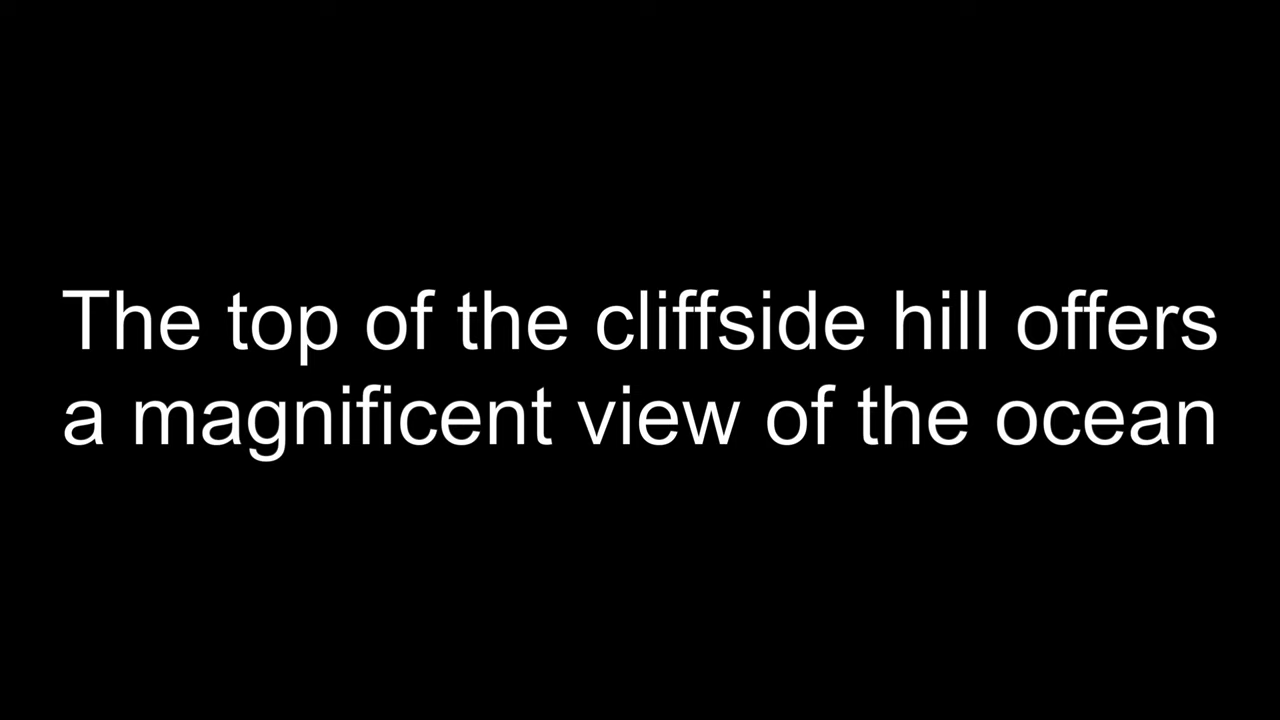 The top of the cliffside hill offers
a magnificent view of the ocean